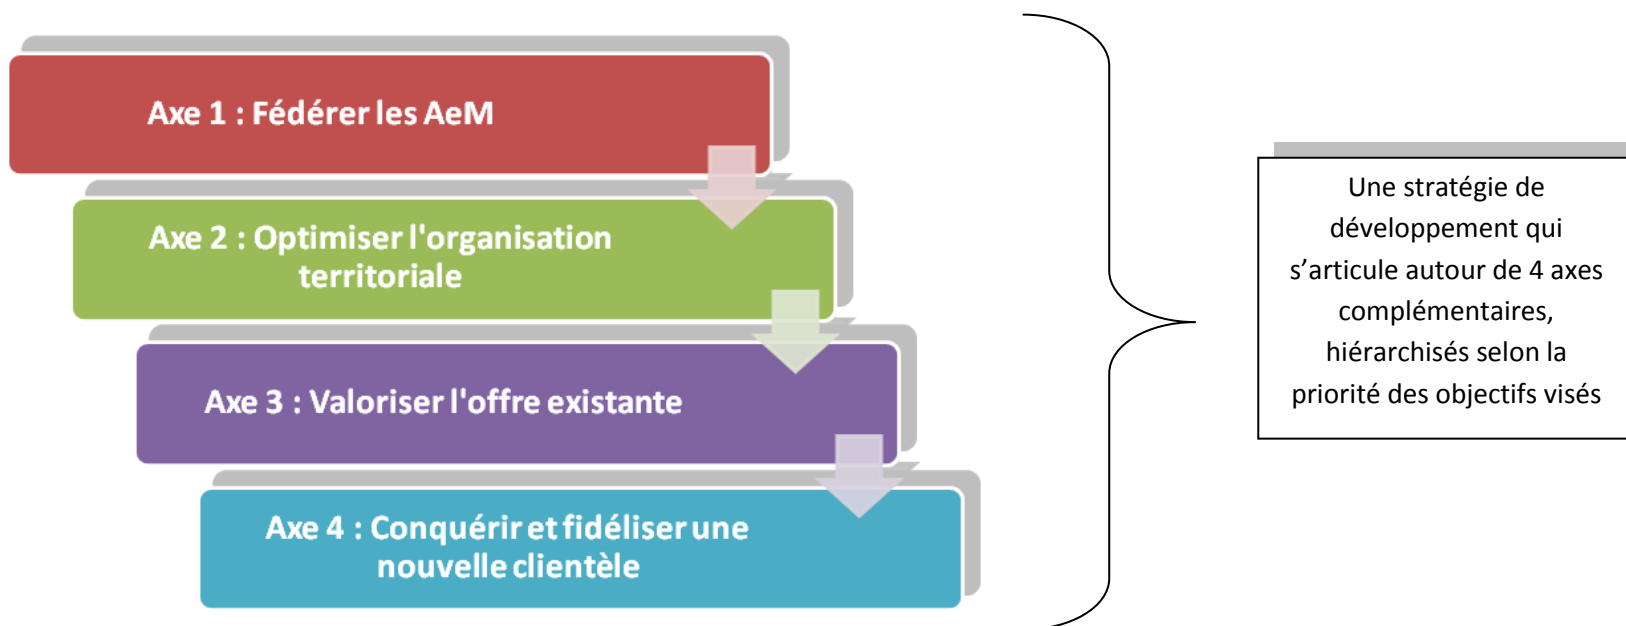 Axe 1 : Fédérer les AeM
Axe 2 : Optimiser l'organisation
territoriale
Axe 3 : Valoriser l'offre existante
Axe 4 : Conquérir et fidéliser une
nouvelle clientèle
Une stratégie de
développement qui
s’articule autour de 4 axes
complémentaires,
hiérarchisés selon la
priorité des objectifs visés